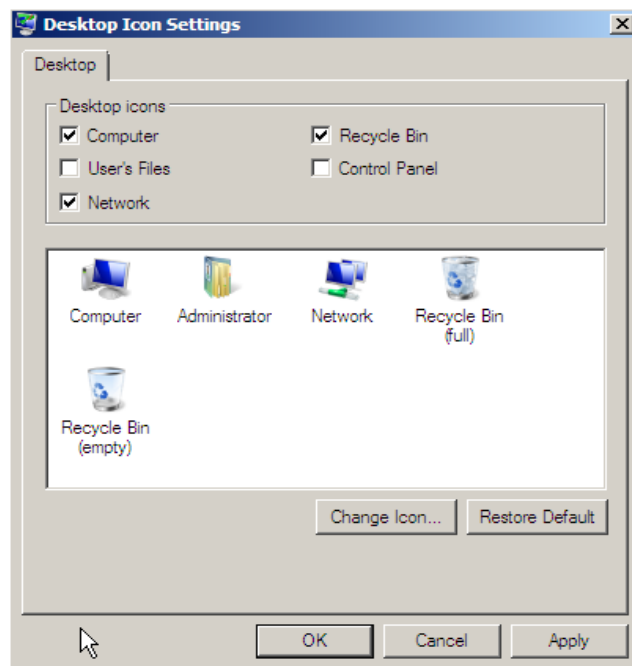 Desktop Icon Settings
Desktop
Desktop icons
Computer
Recycle Bin
User's Files
Control Panel
Network
Computer
Administrator
Network
Recycle Bin
(full)
Recycle Bin
(empty)
Change Icon...
Restore Default
OK
Cancel
Apply